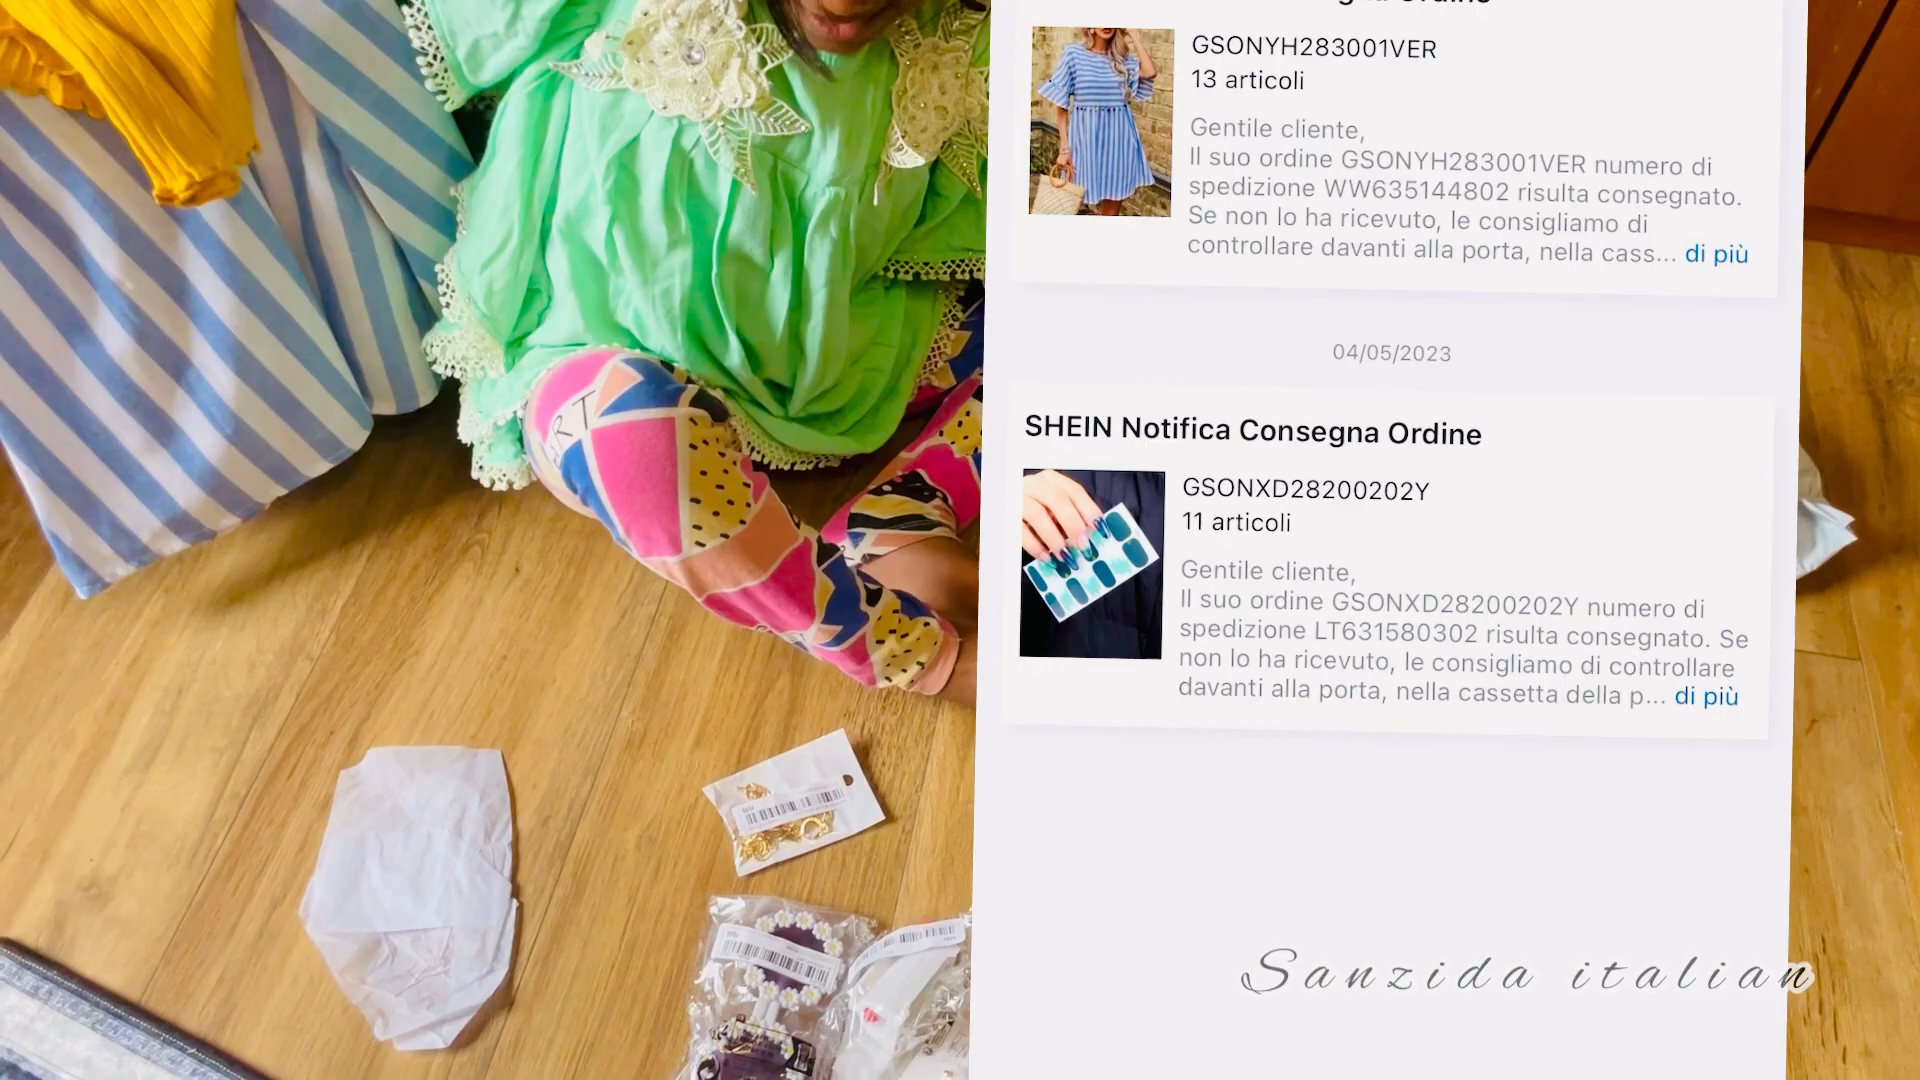 GSONYH283001VER
13 articoli
Gentile cliente,
Il suo ordine GSONYH283001VER numero di
spedizione WW635144802 risulta consegnato.
Se non lo ha ricevuto, le consigliamo di
controllare davanti alla porta, nella cass... di più
04/05/2023
SHEIN Notifica Consegna Ordine
GSONXD28200202Y
11 articoli
Gentile cliente,
Il suo ordine GSONXD28200202Y numero di
spedizione LT631580302 risulta consegnato. Se
non lo ha ricevuto, le consigliamo di controllare
davanti alla porta, nella cassetta della p... di più
Sanzida italian